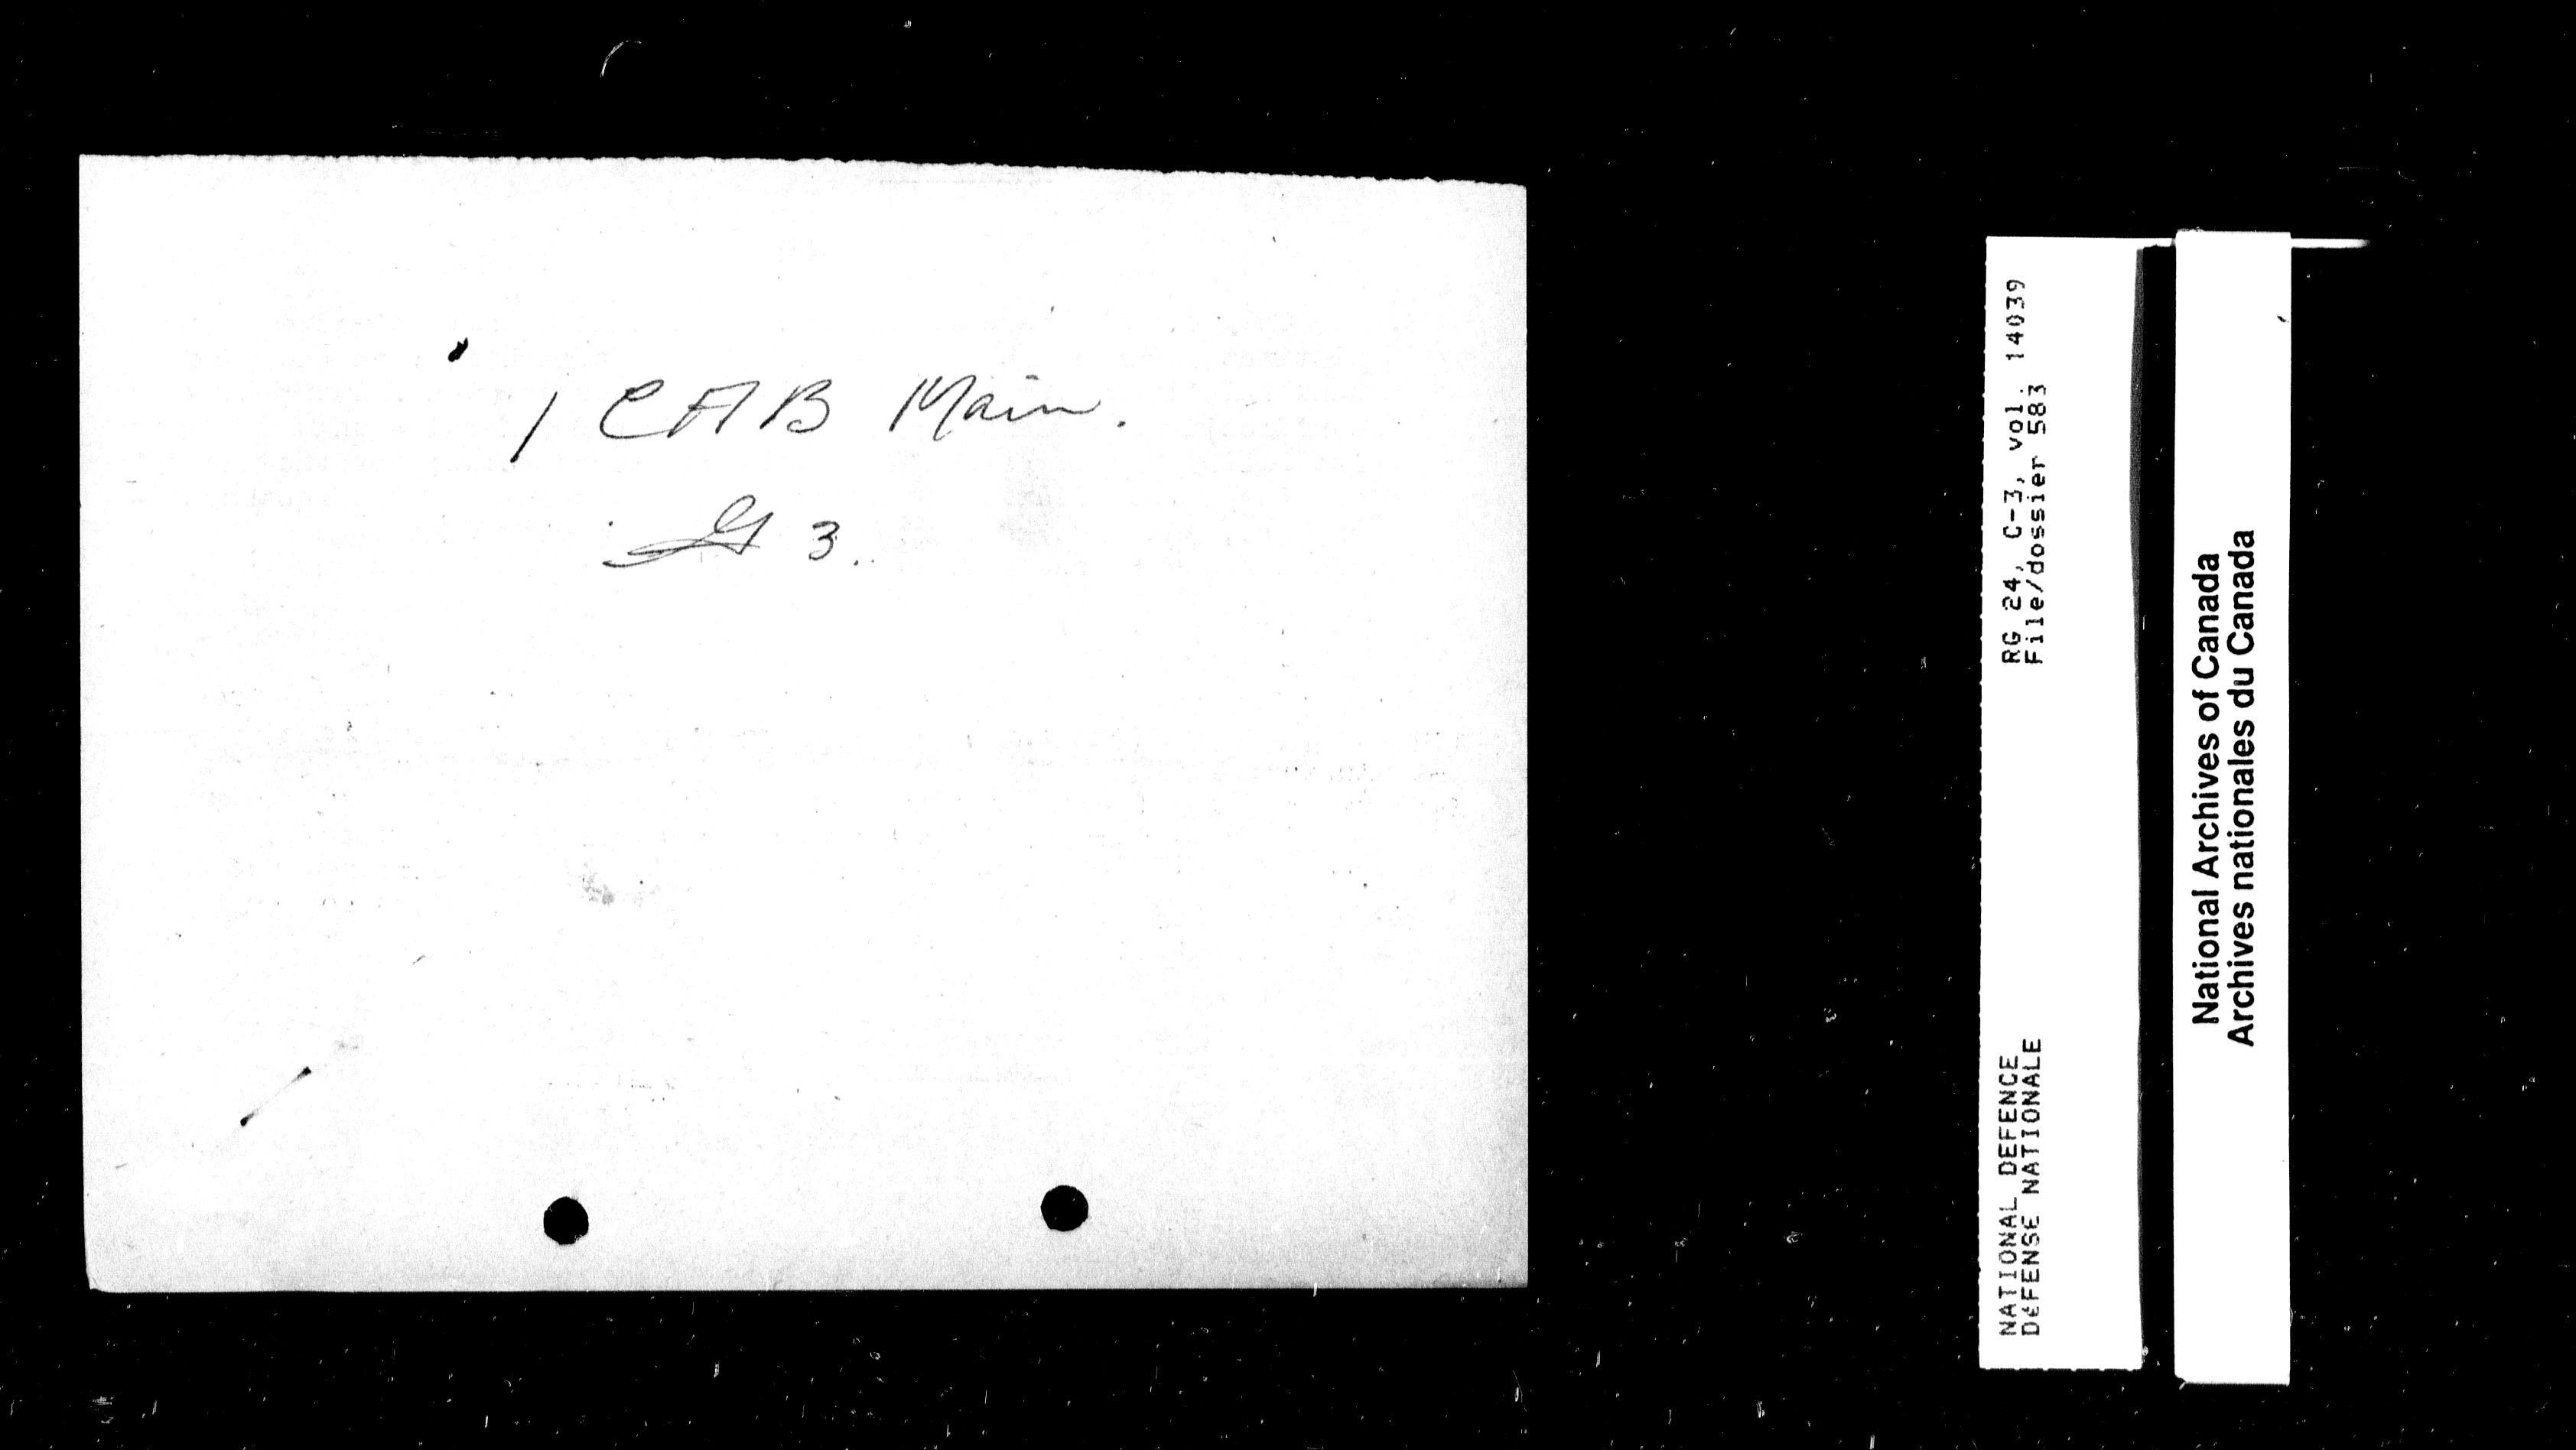 1 CAB Main.
G 3.
RG 24, C-3, vol. 14039
File/dossier 583
NATIONAL DEFENCE
DéFENSE NATIONALE
National Archives of Canada
Archives nationales du Canada